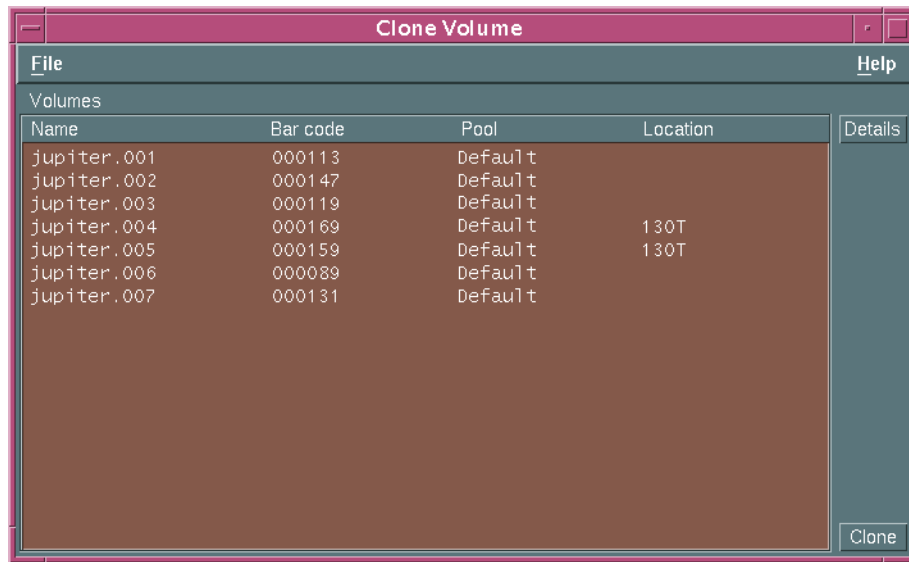 Clone Volume
File Help
Volumes
Name Bar code Pool Location Details
jupiter.001 000113 Default
jupiter.002 000147 Default
jupiter.003 000119 Default
jupiter.004 000169 Default 130T
jupiter.005 000159 Default 130T
jupiter.006 000089 Default
jupiter.007 000131 Default
Clone